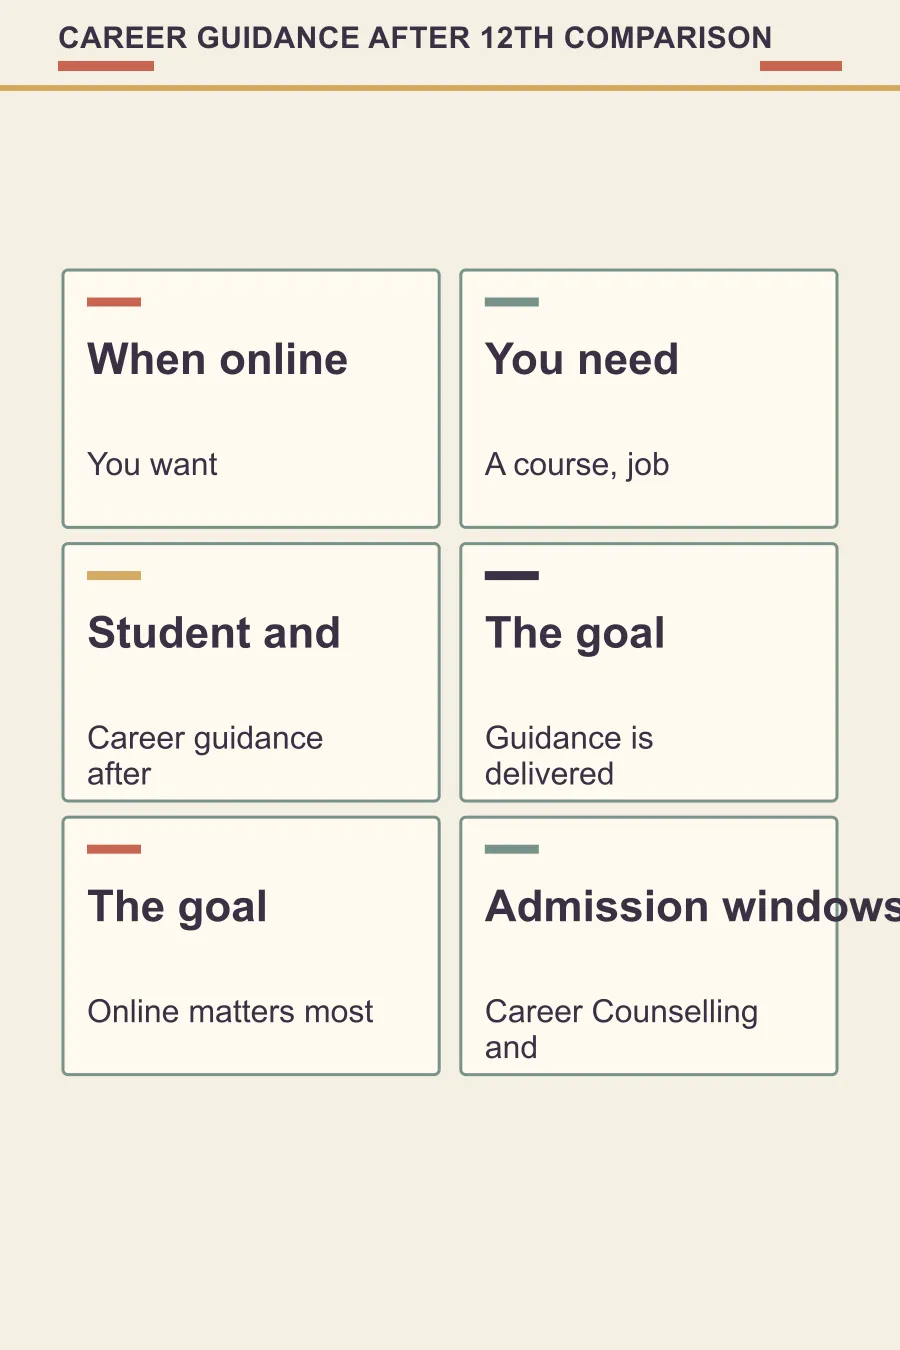 CAREER GUIDANCE AFTER 12TH COMPARISON
When online
You want
You need
A course, job
Student and
Career guidance
after
The goal
Guidance is
delivered
The goal
Online matters most
Admission windows
Career Counselling
and